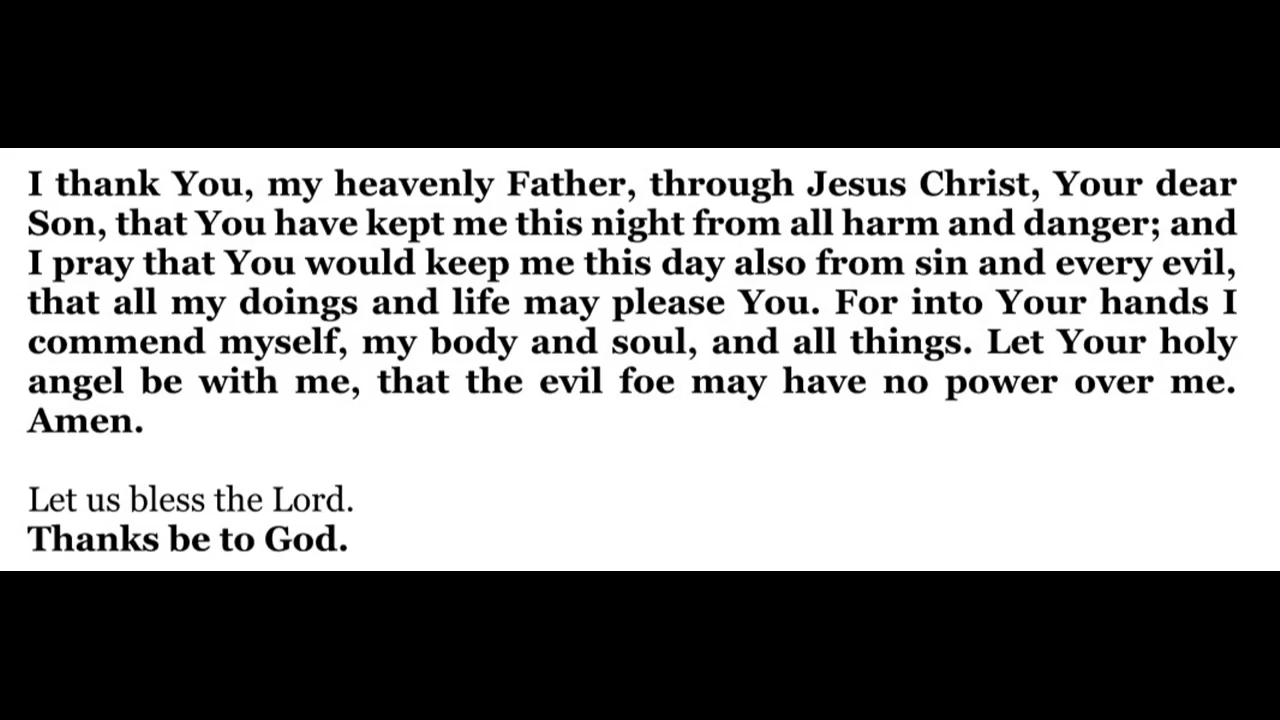 I thank You, my heavenly Father, through Jesus Christ, Your dear
Son, that You have kept me this night from all harm and danger; and
I pray that You would keep me this day also from sin and every evil,
that all my doings and life may please You. For into Your hands I
commend myself, my body and soul, and all things. Let Your holy
angel be with me, that the evil foe may have no power over me.
Amen.
Let us bless the Lord.
Thanks be to God.